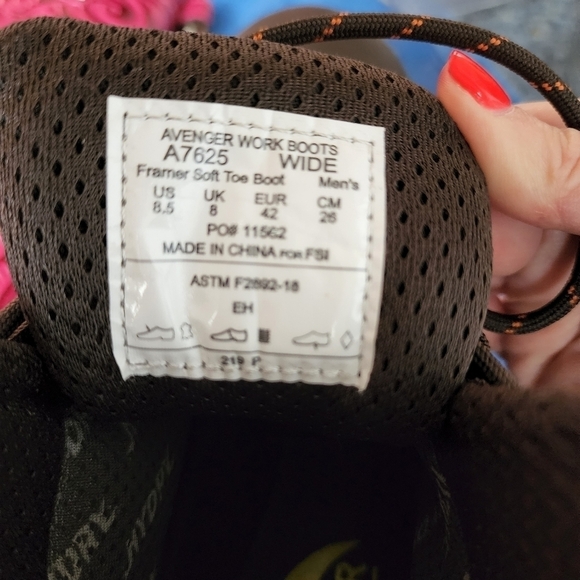 AVENGER WORK BOOTS
A7625 WIDE
Framer Soft Toe Boot Men's
US UK EUR CM
8.5 8 42 26
PO# 11562
MADE IN CHINA FOR FSI
ASTM F2892-18
EH
219 P